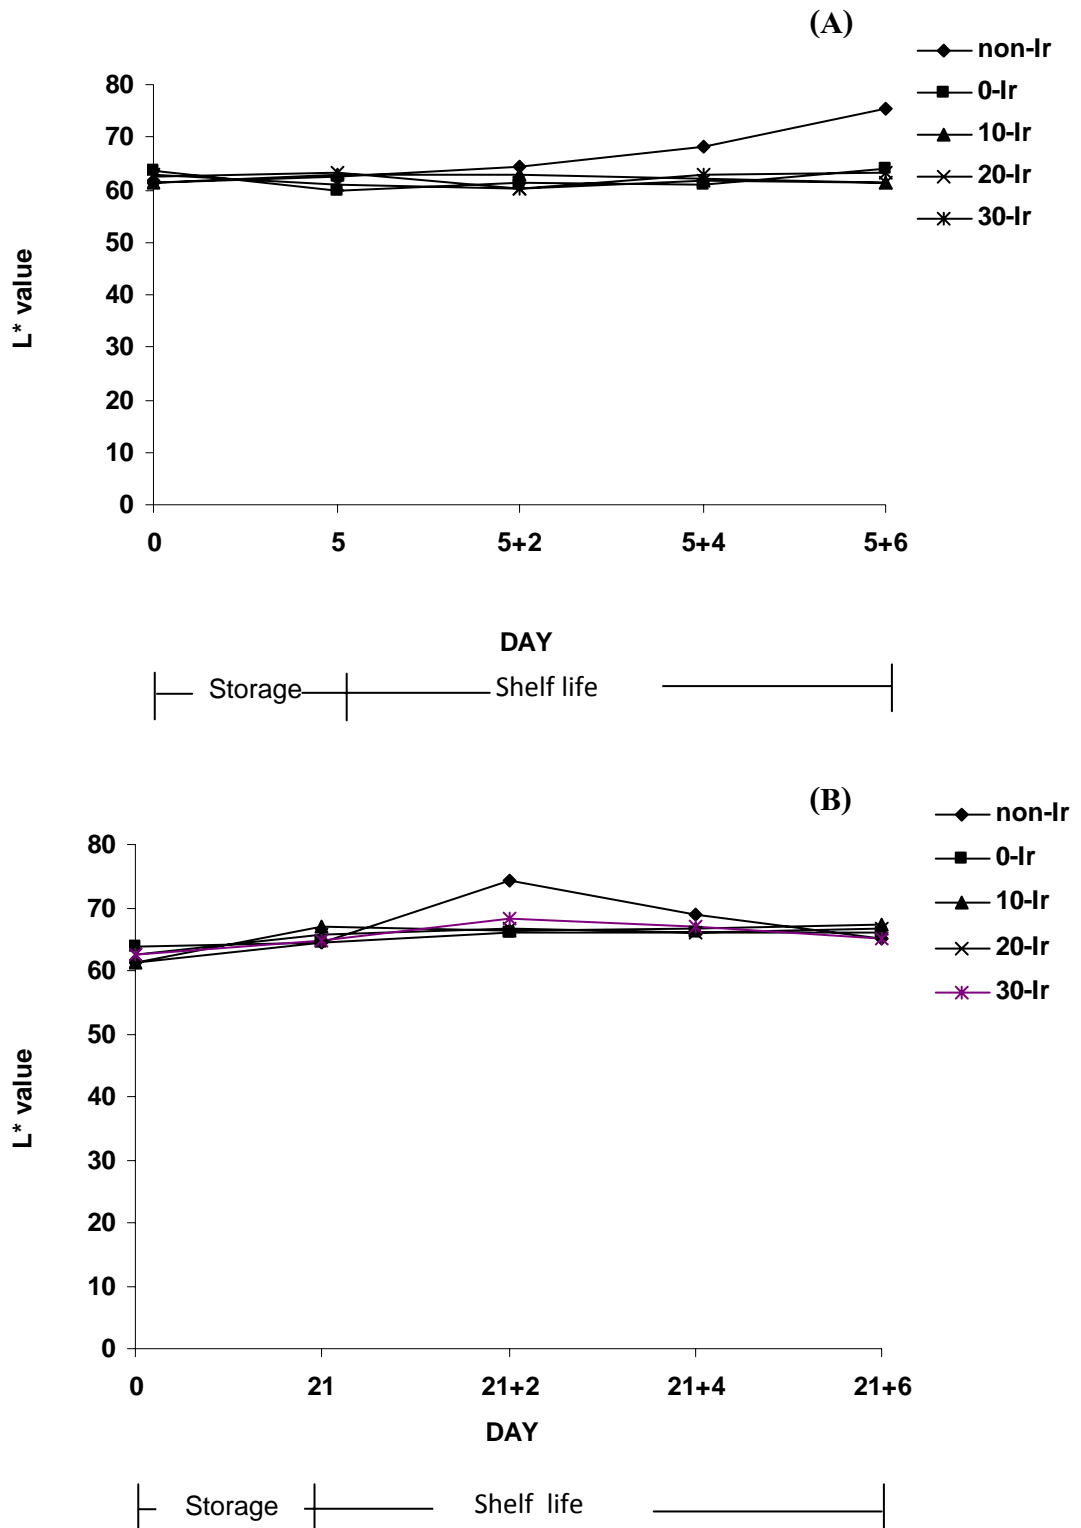 (A)
non-Ir
0-Ir
10-Ir
20-Ir
30-Ir
80
70
60
50
40
30
20
10
0
L* value
0 5 5+2 5+4 5+6
DAY
Storage Shelf life
(B)
non-Ir
0-Ir
10-Ir
20-Ir
30-Ir
80
70
60
50
40
30
20
10
0
L* value
0 21 21+2 21+4 21+6
DAY
Storage Shelf life